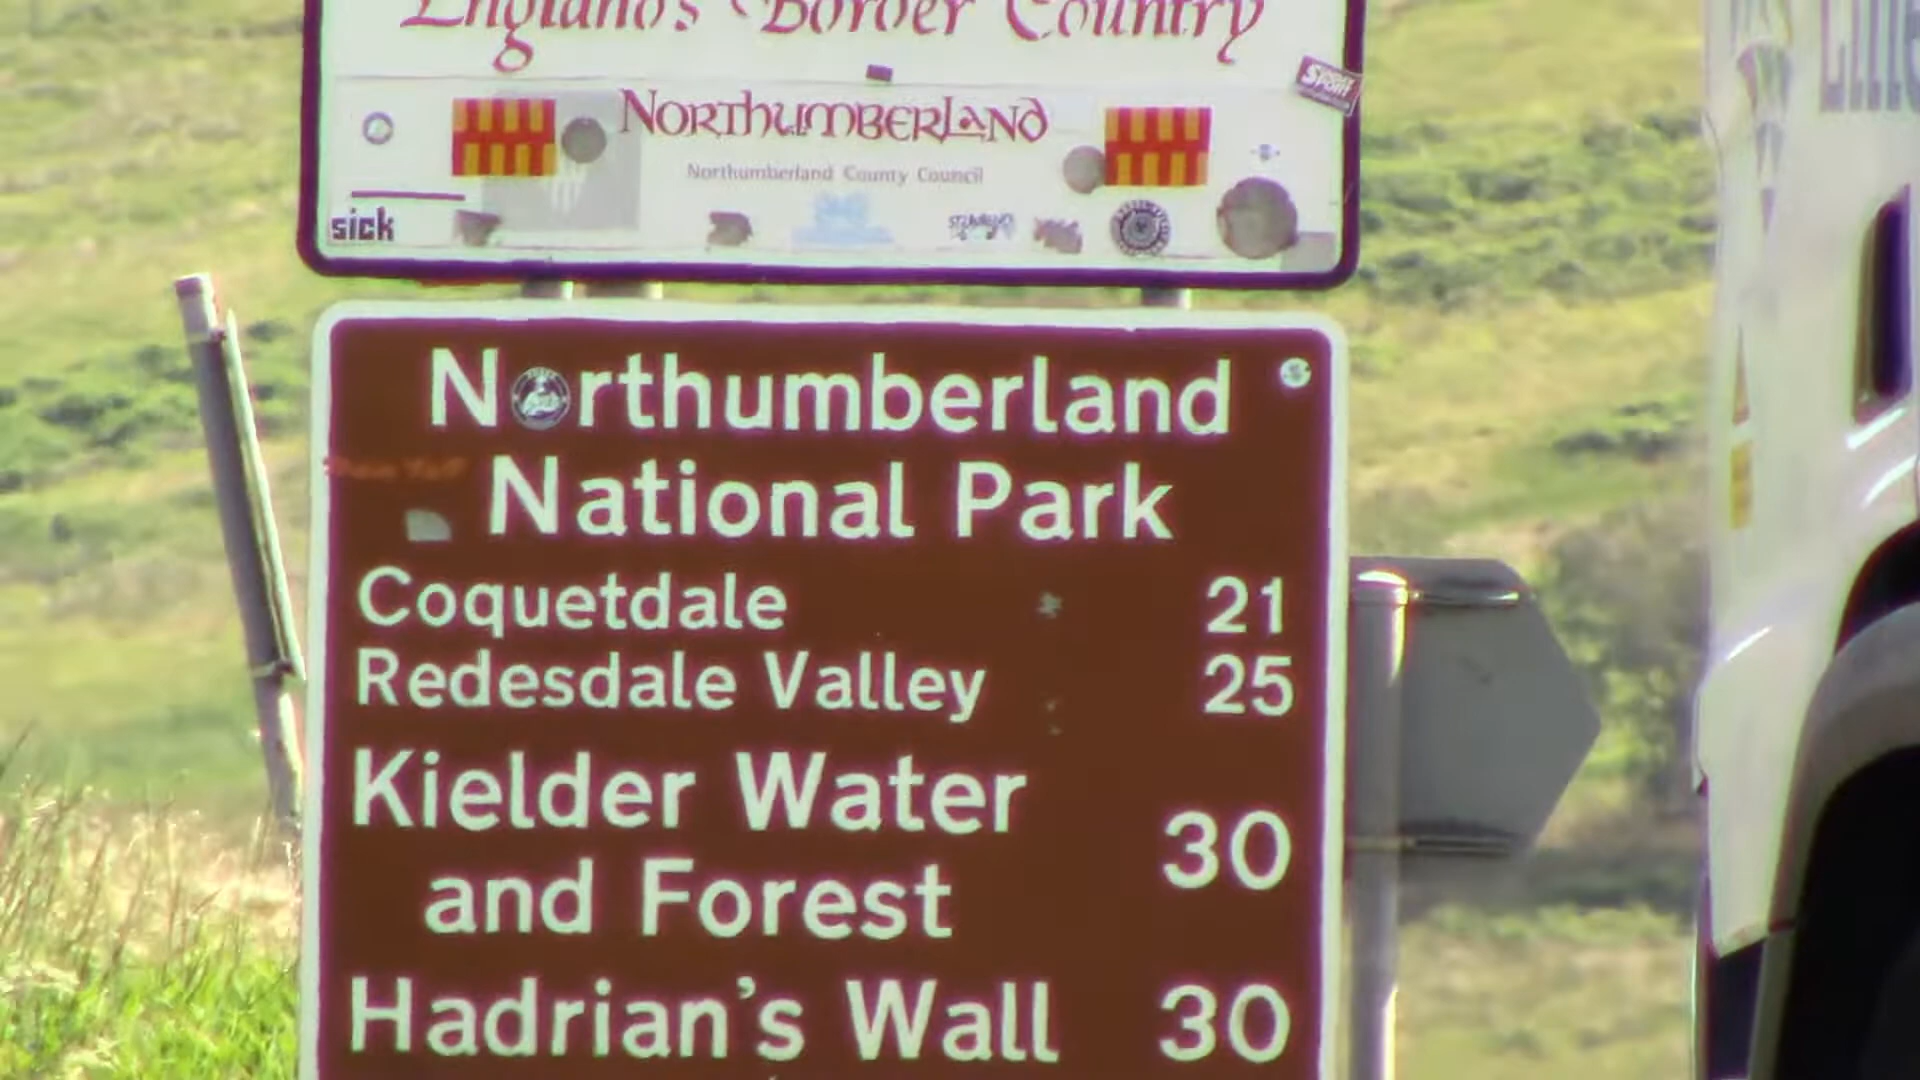 England's Border Country
SPAM
NORTHUMBERLAND
Northumberland County Council
sick
Northumberland
National Park
Coquetdale 21
Redesdale Valley 25
Kielder Water
and Forest 30
Hadrian's Wall 30